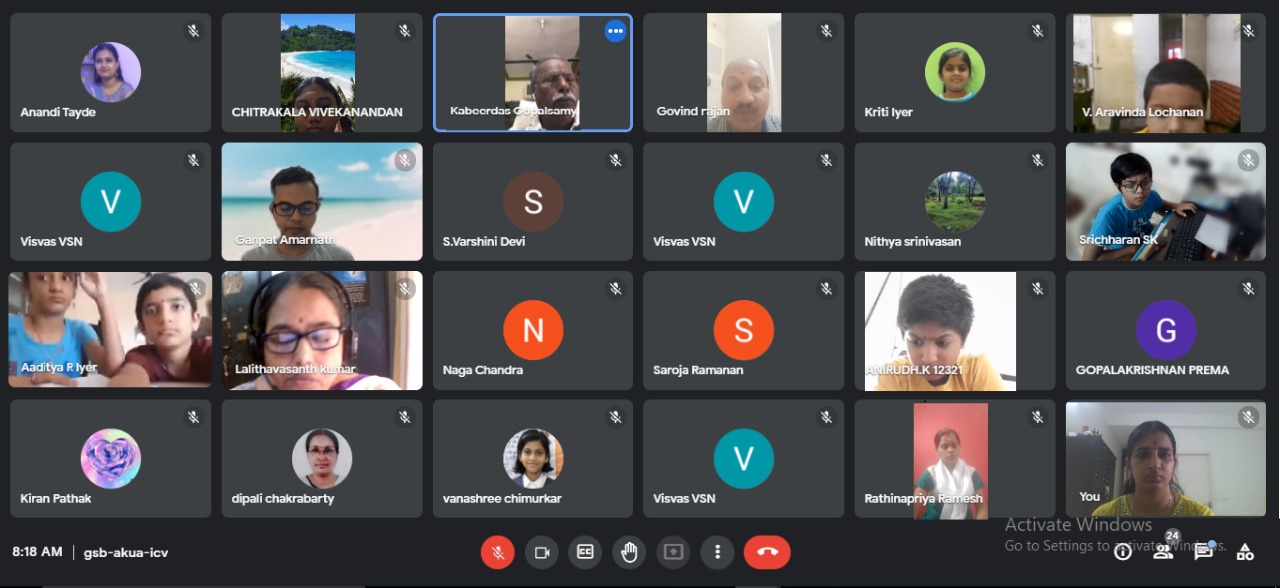 Anandi Tayde
CHITRAKALA VIVEKANANDAN
Kabeerdas Gopalsamy
Govind rajan
Kriti Iyer
V. Aravinda Lochanan
V
Visvas VSN
Ganpat Amarnath
S
S.Varshini Devi
V
Visvas VSN
Nithya srinivasan
Srichharan SK
Aaditya R Iyer
Lalithavasanth kumar
N
Naga Chandra
S
Saroja Ramanan
ANIRUDH.K 12321
G
GOPALAKRISHNAN PREMA
Kiran Pathak
dipali chakrabarty
vanashree chimurkar
V
Visvas VSN
Rathinapriya Ramesh
You
Activate Windows
Go to Settings to activate Windows.
8:18 AM | gsb-akua-icv
CC
24